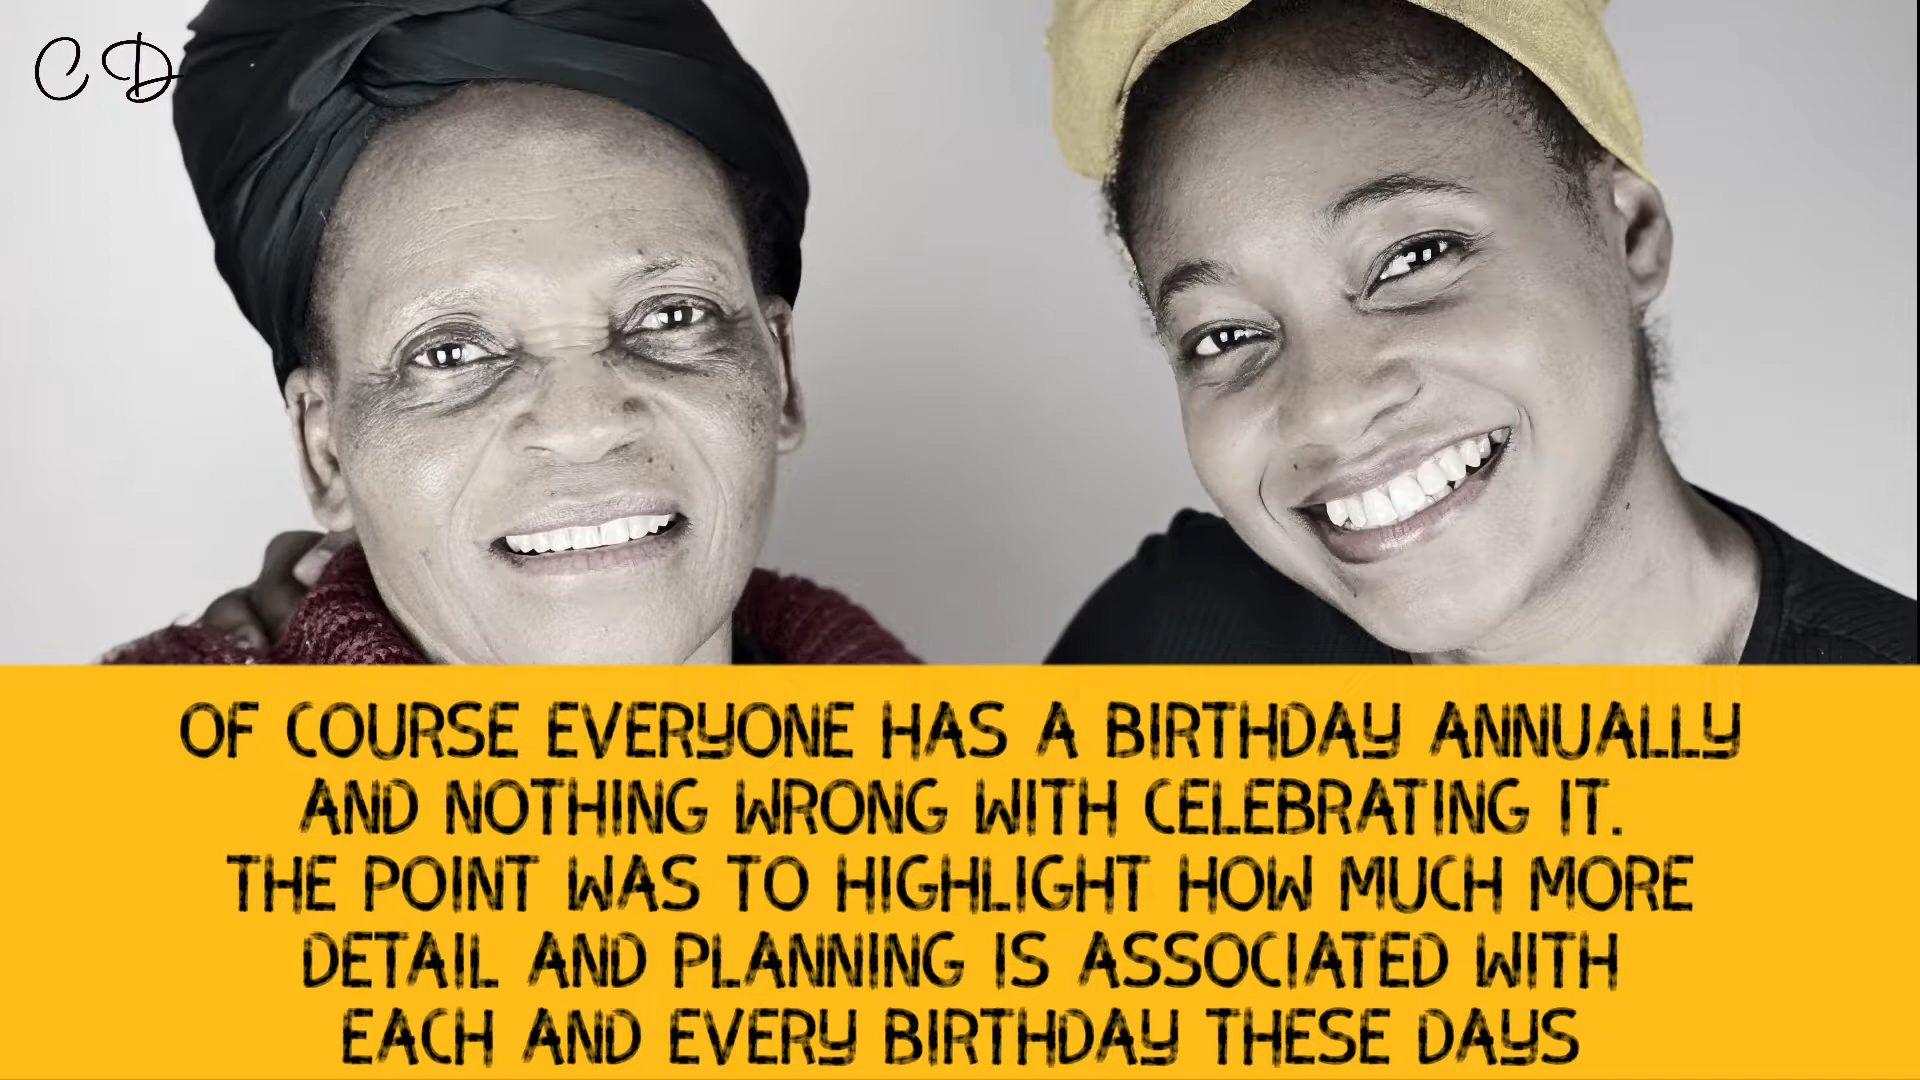 C D
OF COURSE EVERYONE HAS A BIRTHDAY ANNUALLY
AND NOTHING WRONG WITH CELEBRATING IT.
THE POINT WAS TO HIGHLIGHT HOW MUCH MORE
DETAIL AND PLANNING IS ASSOCIATED WITH
EACH AND EVERY BIRTHDAY THESE DAYS